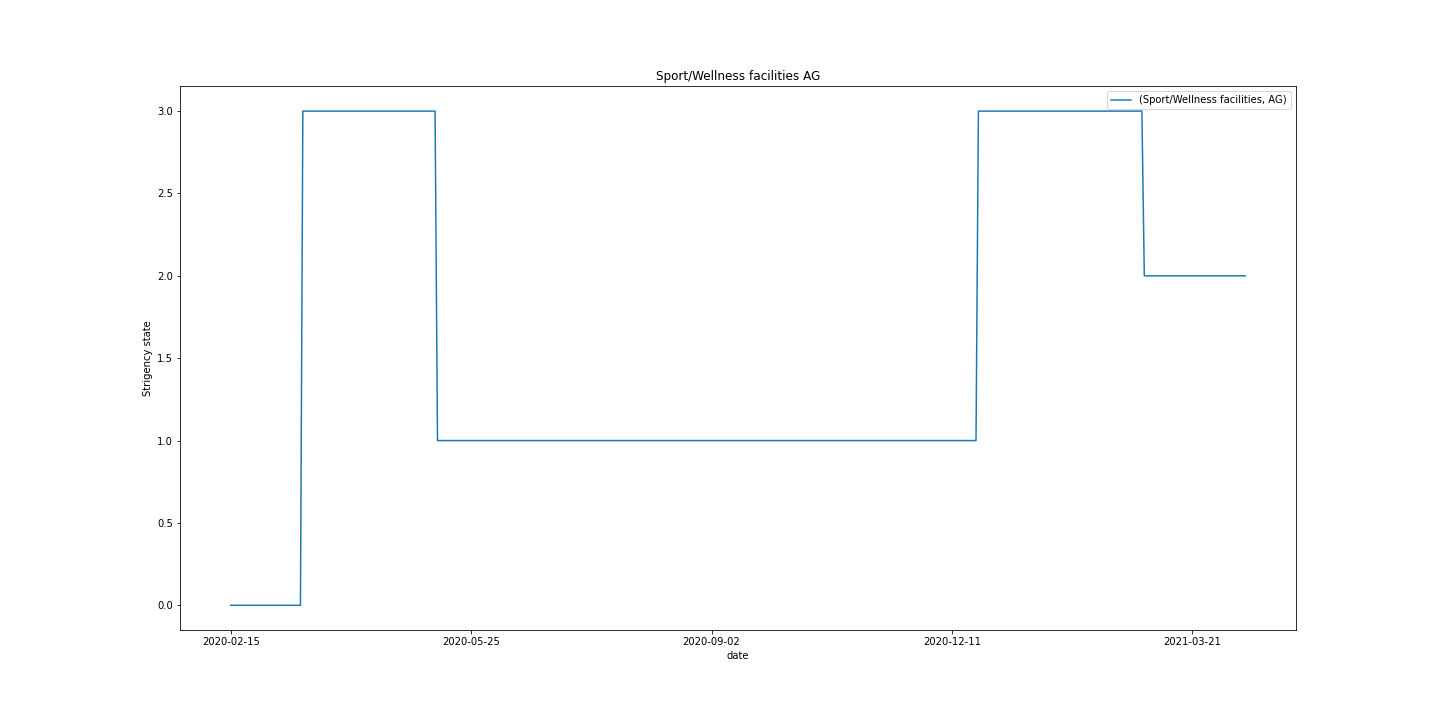 Sport/Wellness facilities AG
(Sport/Wellness facilities, AG)
3.0
2.5
2.0
1.5
1.0
0.5
0.0
Strigency state
2020-02-15 2020-05-25 2020-09-02 2020-12-11 2021-03-21
date